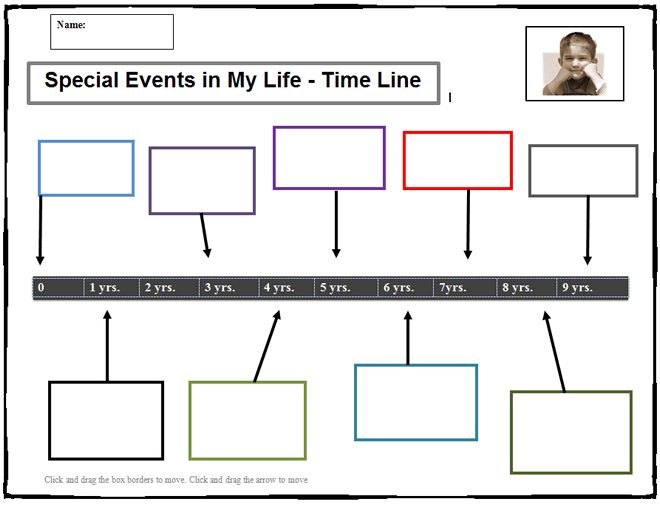 Name:
Special Events in My Life - Time Line
0 1 yrs. 2 yrs. 3 yrs. 4 yrs. 5 yrs. 6 yrs. 7yrs. 8 yrs. 9 yrs.
Click and drag the box borders to move. Click and drag the arrow to move